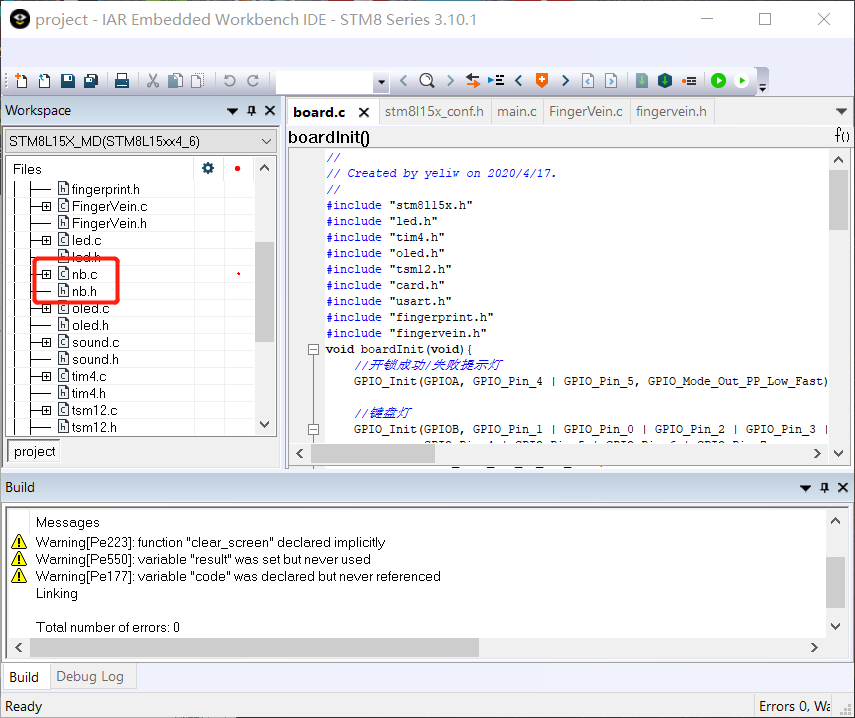 project - IAR Embedded Workbench IDE - STM8 Series 3.10.1
Workspace
STM8L15X_MD(STM8L15xx4_6)
Files
fingerprint.h
FingerVein.c
FingerVein.h
led.c
led.h
nb.c
nb.h
oled.c
oled.h
sound.c
sound.h
tim4.c
tim4.h
tsm12.c
tsm12.h
project
board.c
stm8l15x_conf.h
main.c
FingerVein.c
fingervein.h
boardInit()
f()
//
// Created by yeliw on 2020/4/17.
//
#include "stm8l15x.h"
#include "led.h"
#include "tim4.h"
#include "oled.h"
#include "tsm12.h"
#include "card.h"
#include "usart.h"
#include "fingerprint.h"
#include "fingervein.h"
void boardInit(void){
//开锁成功/失败提示灯
GPIO_Init(GPIOA, GPIO_Pin_4 | GPIO_Pin_5, GPIO_Mode_Out_PP_Low_Fast)
//键盘灯
GPIO_Init(GPIOB, GPIO_Pin_1 | GPIO_Pin_0 | GPIO_Pin_2 | GPIO_Pin_3 |
Build
Messages
Warning[Pe223]: function "clear_screen" declared implicitly
Warning[Pe550]: variable "result" was set but never used
Warning[Pe177]: variable "code" was declared but never referenced
Linking
Total number of errors: 0
Build
Debug Log
Ready
Errors 0, Wa